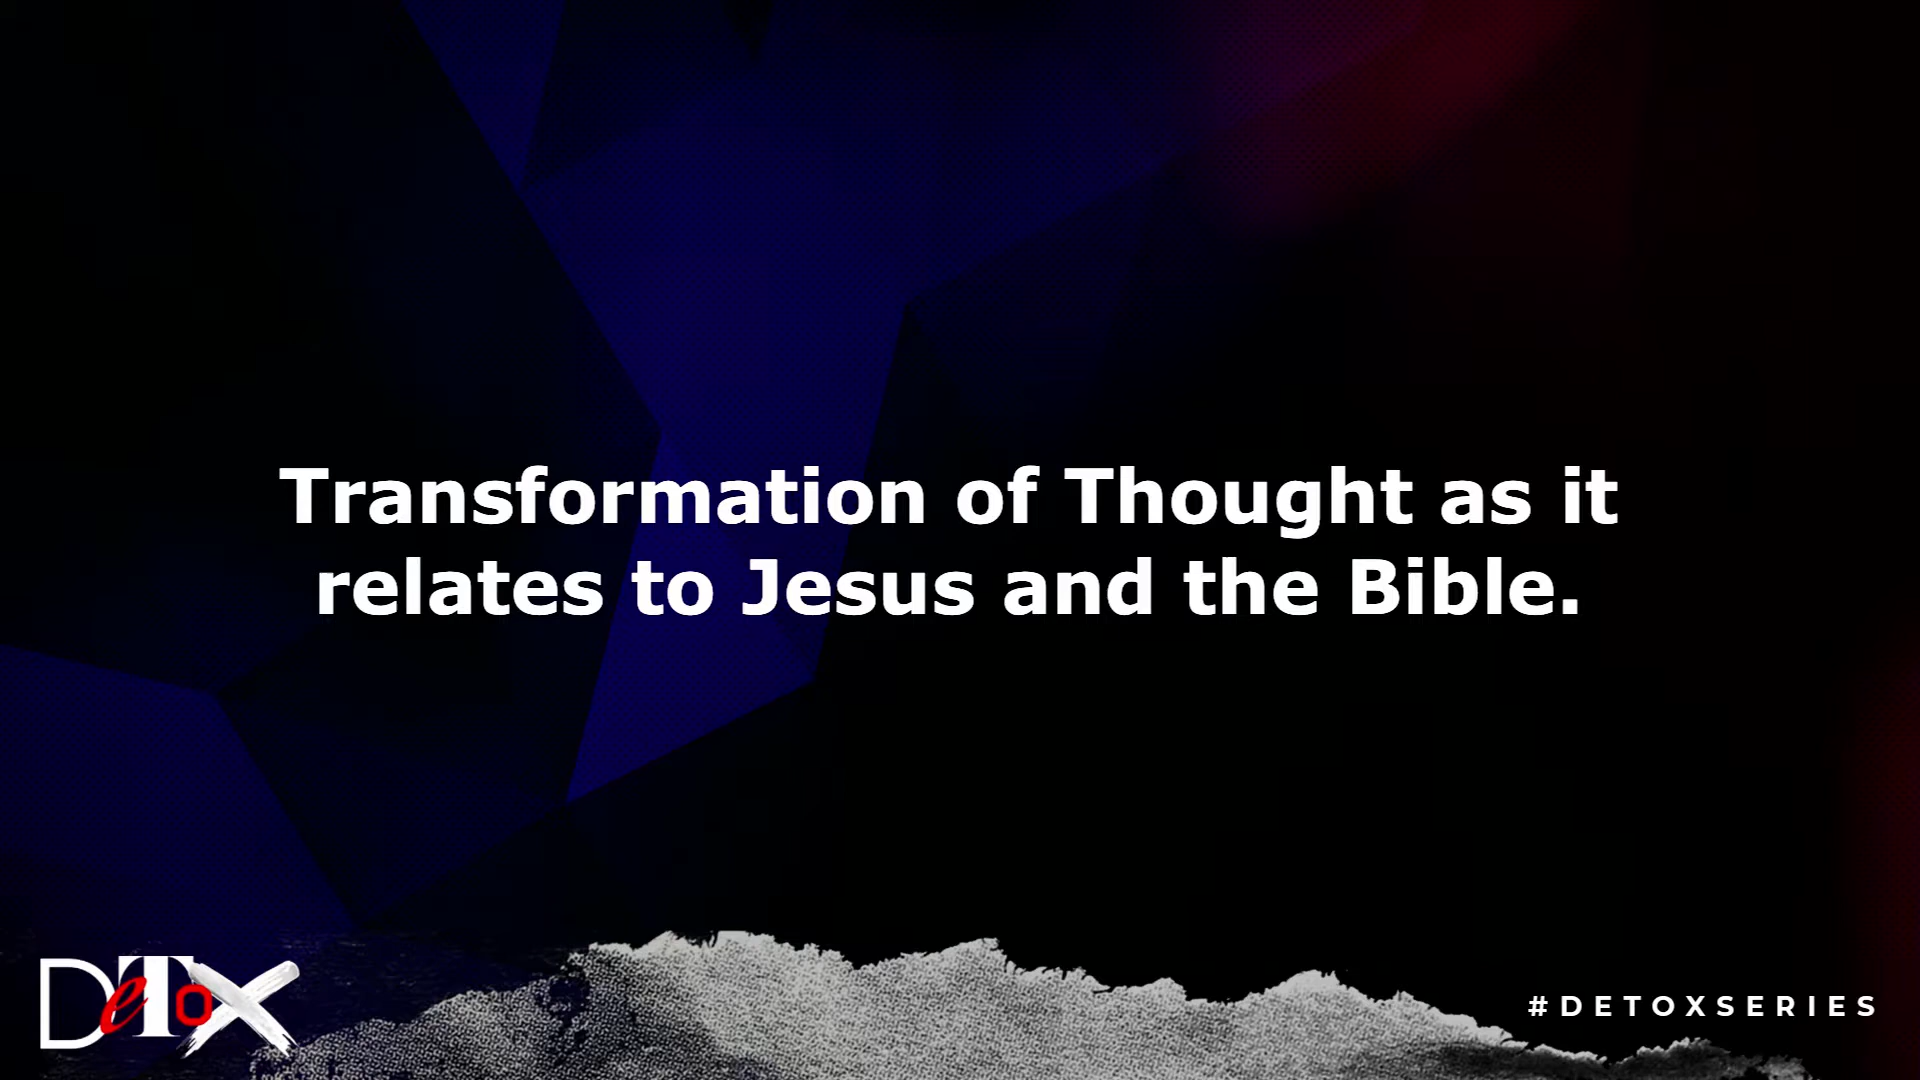 Transformation of Thought as it
relates to Jesus and the Bible.
DeTox
#DETOXSERIES